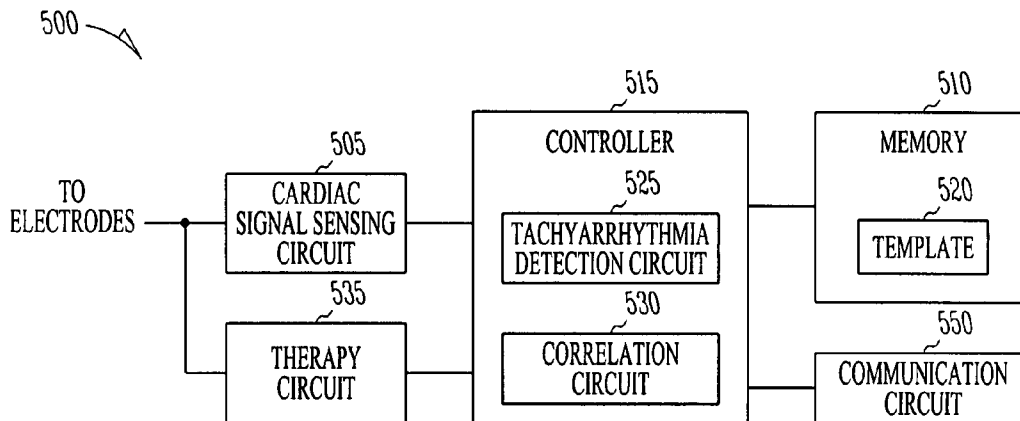 500
515
510
505
CONTROLLER
MEMORY
TO
ELECTRODES
CARDIAC
SIGNAL SENSING
CIRCUIT
525
TACHYARRHYTHMIA
DETECTION CIRCUIT
520
TEMPLATE
535
THERAPY
CIRCUIT
530
CORRELATION
CIRCUIT
550
COMMUNICATION
CIRCUIT